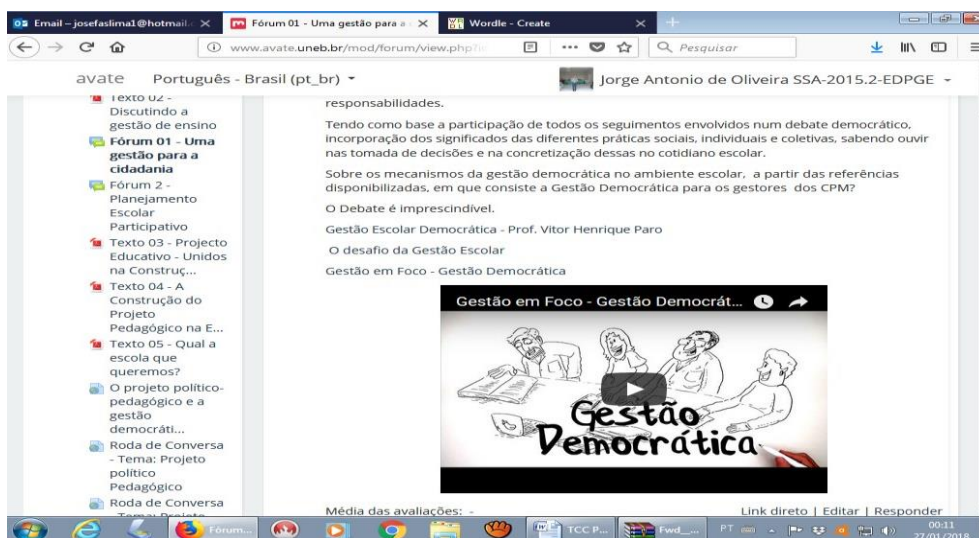 Email – josefaslima1@hotmail.c
Fórum 01 - Uma gestão para a
Wordle - Create
www.avate.uneb.br/mod/forum/view.php?
Pesquisar
avate
Português - Brasil (pt_br)
Jorge Antonio de Oliveira SSA-2015.2-EDPGE
Texto 02 -
Discutindo a
gestão de ensino
Fórum 01 - Uma
gestão para a
cidadania
Fórum 2 -
Planejamento
Escolar
Participativo
Texto 03 - Projecto
Educativo - Unidos
na Construç...
Texto 04 - A
Construção do
Projeto
Pedagógico na E...
Texto 05 - Qual a
escola que
queremos?
O projeto político-
pedagógico e a
gestão
democráti...
Roda de Conversa
- Tema: Projeto
político
Pedagógico
Roda de Conversa
- Tema: Projeto
responsabilidades.
Tendo como base a participação de todos os seguimentos envolvidos num debate democrático,
incorporação dos significados das diferentes práticas sociais, individuais e coletivas, sabendo ouvir
nas tomada de decisões e na concretização dessas no cotidiano escolar.
Sobre os mecanismos da gestão democrática no ambiente escolar, a partir das referências
disponibilizadas, em que consiste a Gestão Democrática para os gestores dos CPM?
O Debate é imprescindível.
Gestão Escolar Democrática - Prof. Vitor Henrique Paro
O desafio da Gestão Escolar
Gestão em Foco - Gestão Democrática
Gestão em Foco - Gestão Democrát...
Gestão
Democrática
Média das avaliações: -
Link direto | Editar | Responder
Fórum...
TCC P...
Fwd_...
PT
00:11
27/01/2018